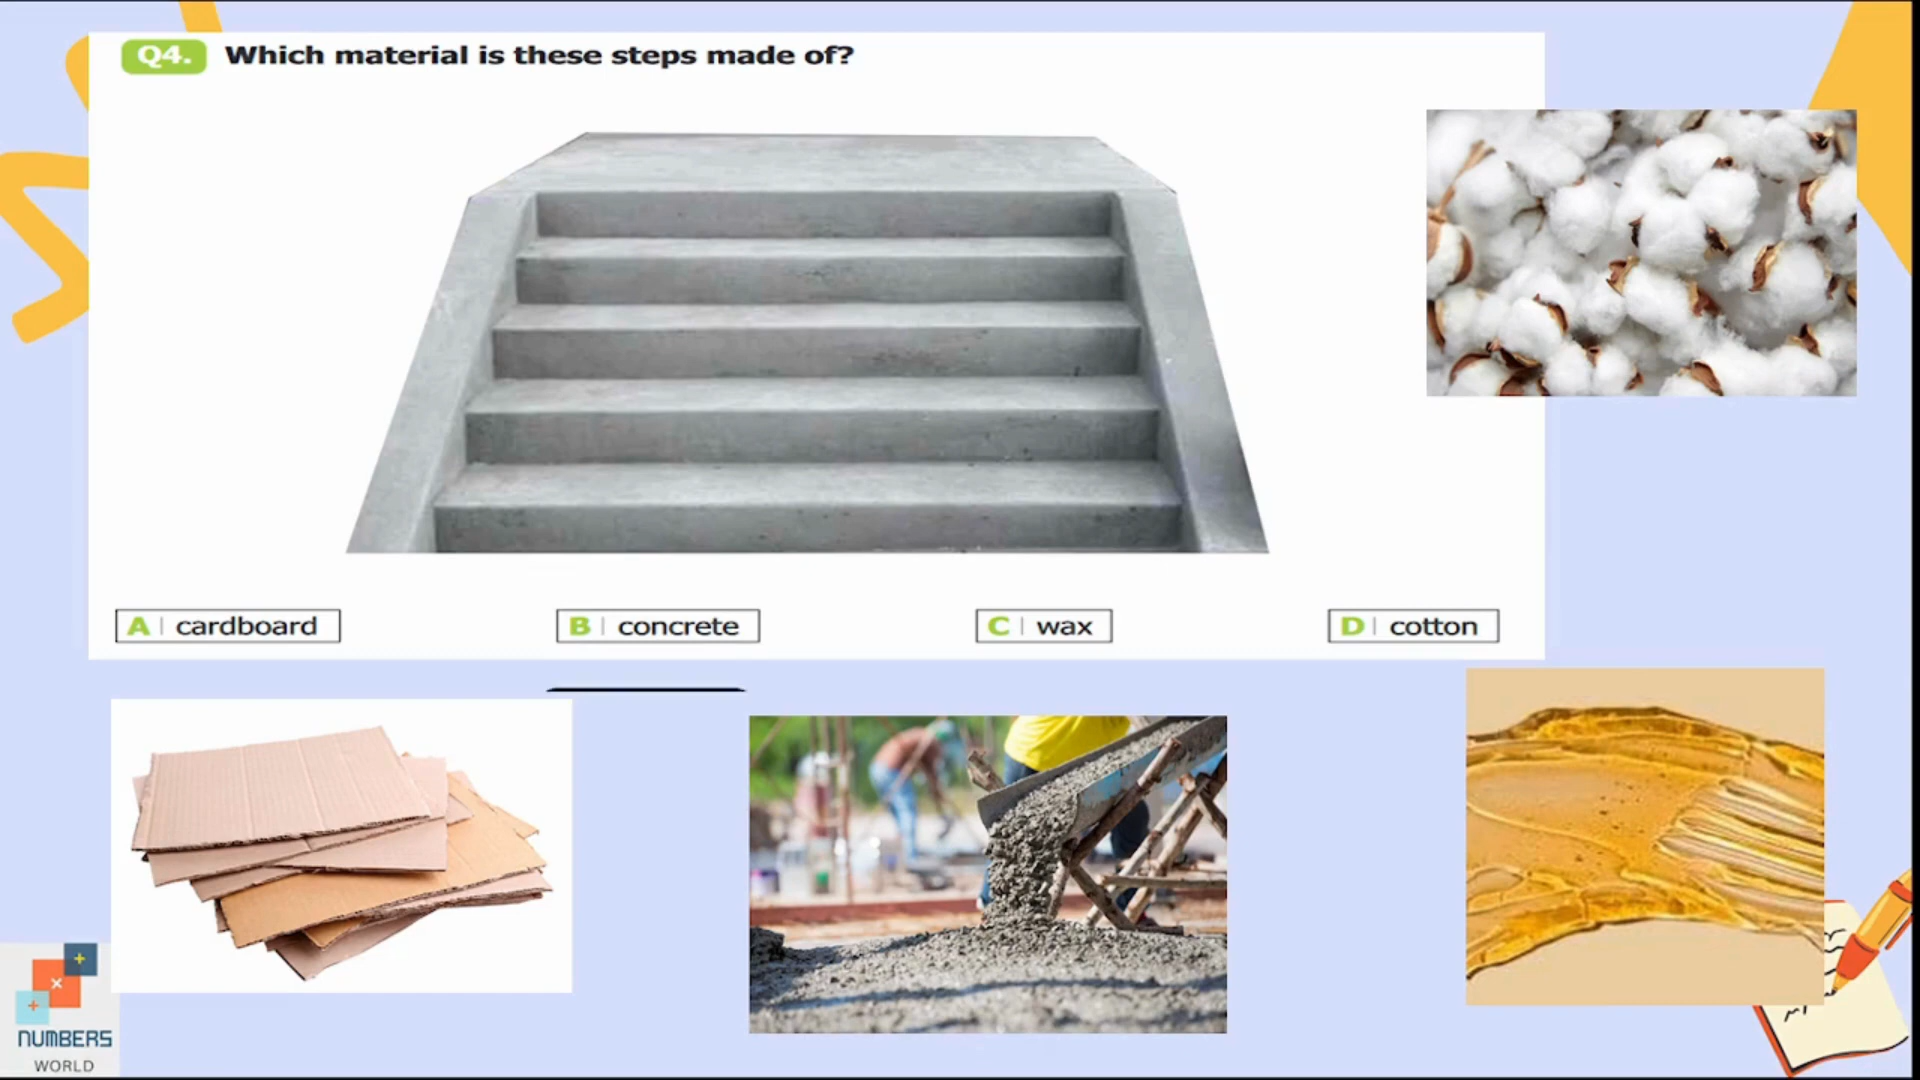 Q4. Which material is these steps made of?
A cardboard
B concrete
C wax
D cotton
NUMBERS
WORLD